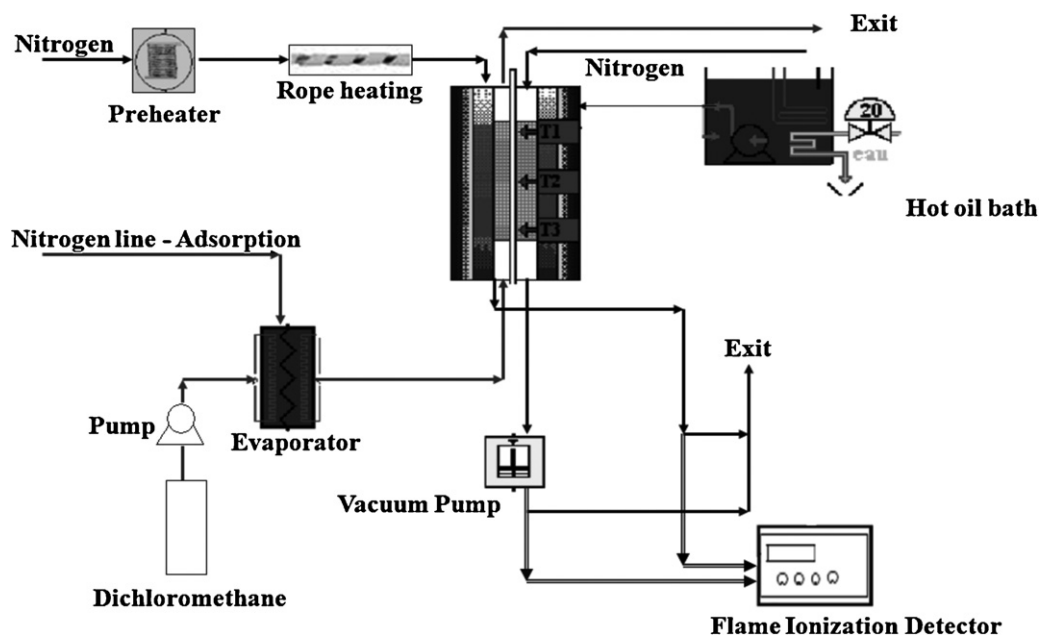 Nitrogen
Exit
Nitrogen
Preheater
Rope heating
T1
T2
T3
20
eau
Hot oil bath
Nitrogen line - Adsorption
Pump
Evaporator
Exit
Vacuum Pump
Dichloromethane
Flame Ionization Detector